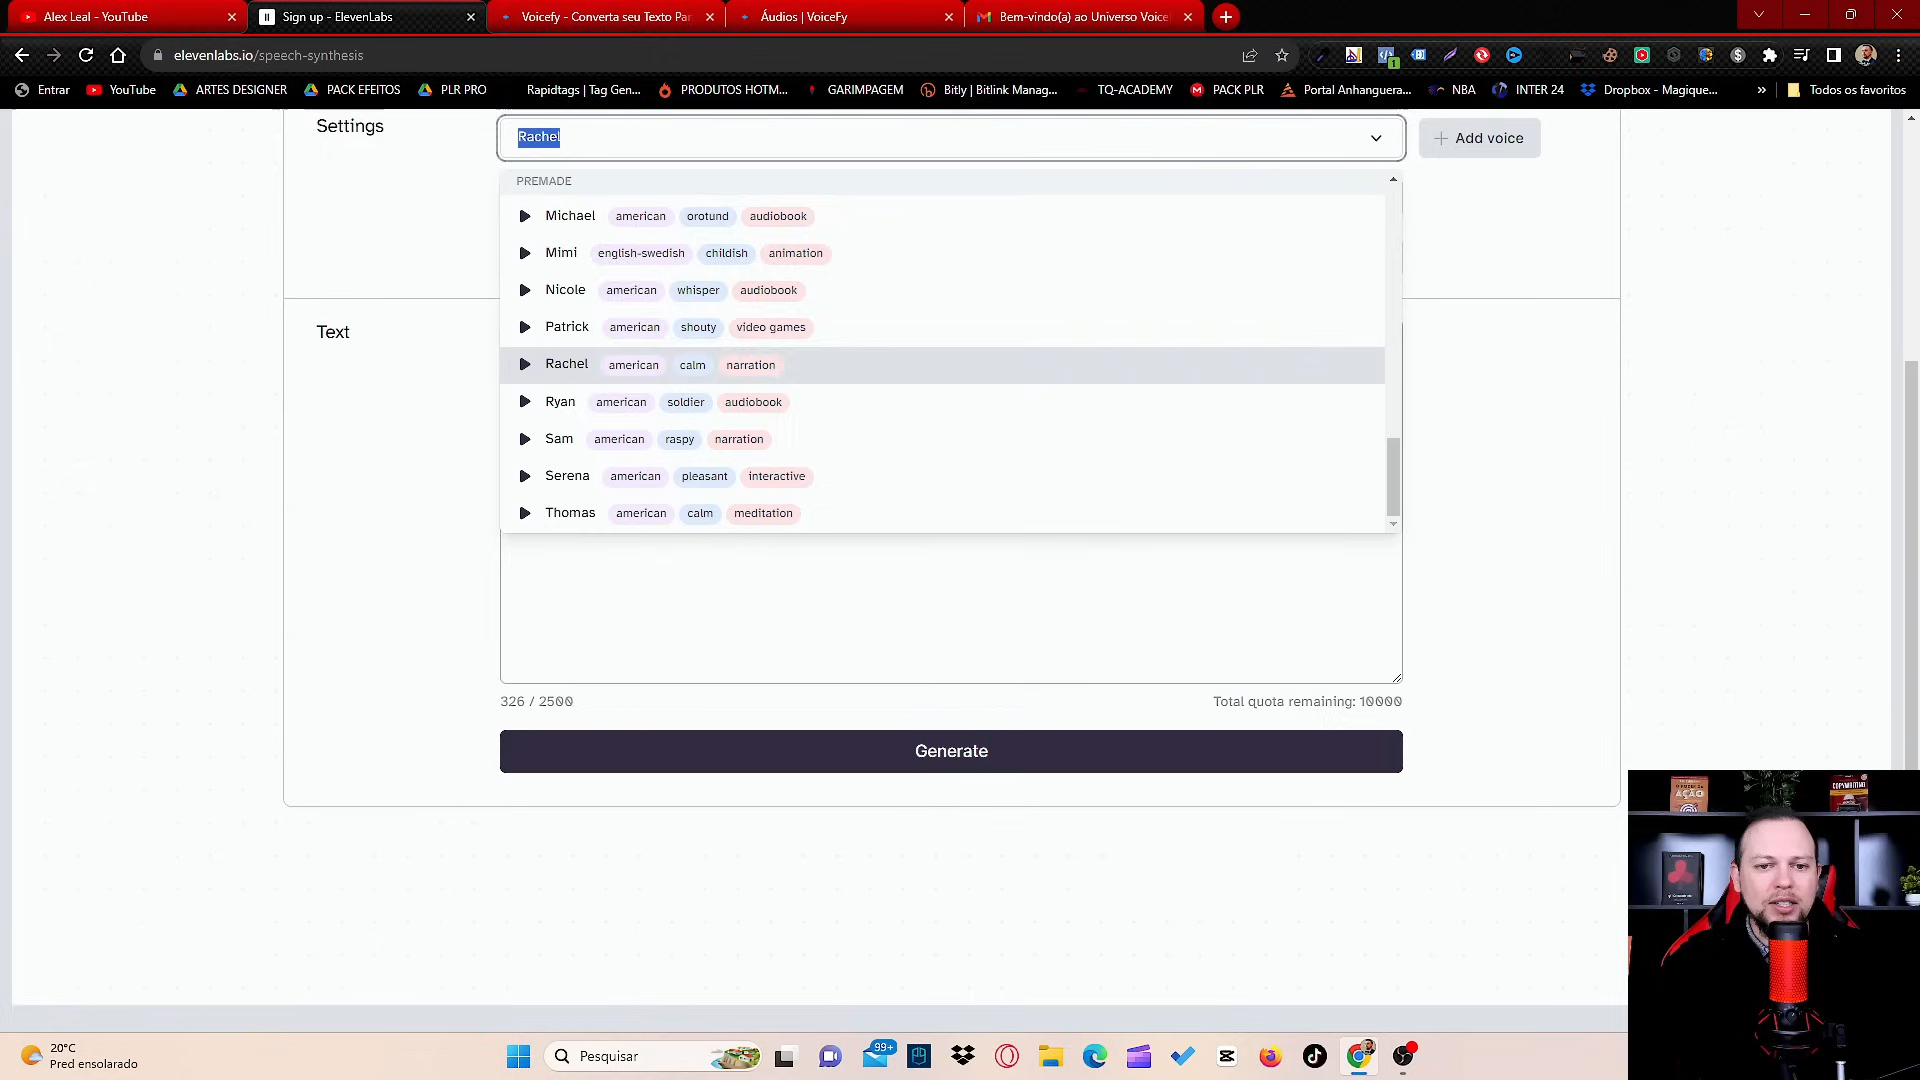 Alex Leal - YouTube
Sign up - ElevenLabs
Voicefy - Converta seu Texto Par
Áudios | VoiceFy
Bem-vindo(a) ao Universo Voice
elevenlabs.io/speech-synthesis
1
Entrar
YouTube
ARTES DESIGNER
PACK EFEITOS
PLR PRO
Rapidtags | Tag Gen...
PRODUTOS HOTM...
GARIMPAGEM
Bitly | Bitlink Manag...
TQ-ACADEMY
PACK PLR
Portal Anhanguera...
NBA
INTER 24
Dropbox - Magique...
Todos os favoritos
Settings
Rachel
Add voice
PREMADE
Michael american orotund audiobook
Mimi english-swedish childish animation
Nicole american whisper audiobook
Text
Patrick american shouty video games
Rachel american calm narration
Ryan american soldier audiobook
Sam american raspy narration
Serena american pleasant interactive
Thomas american calm meditation
326 / 2500
Total quota remaining: 10000
Generate
AÇÃO
COPYWRITING
20°C
Pred ensolarado
Pesquisar
99+